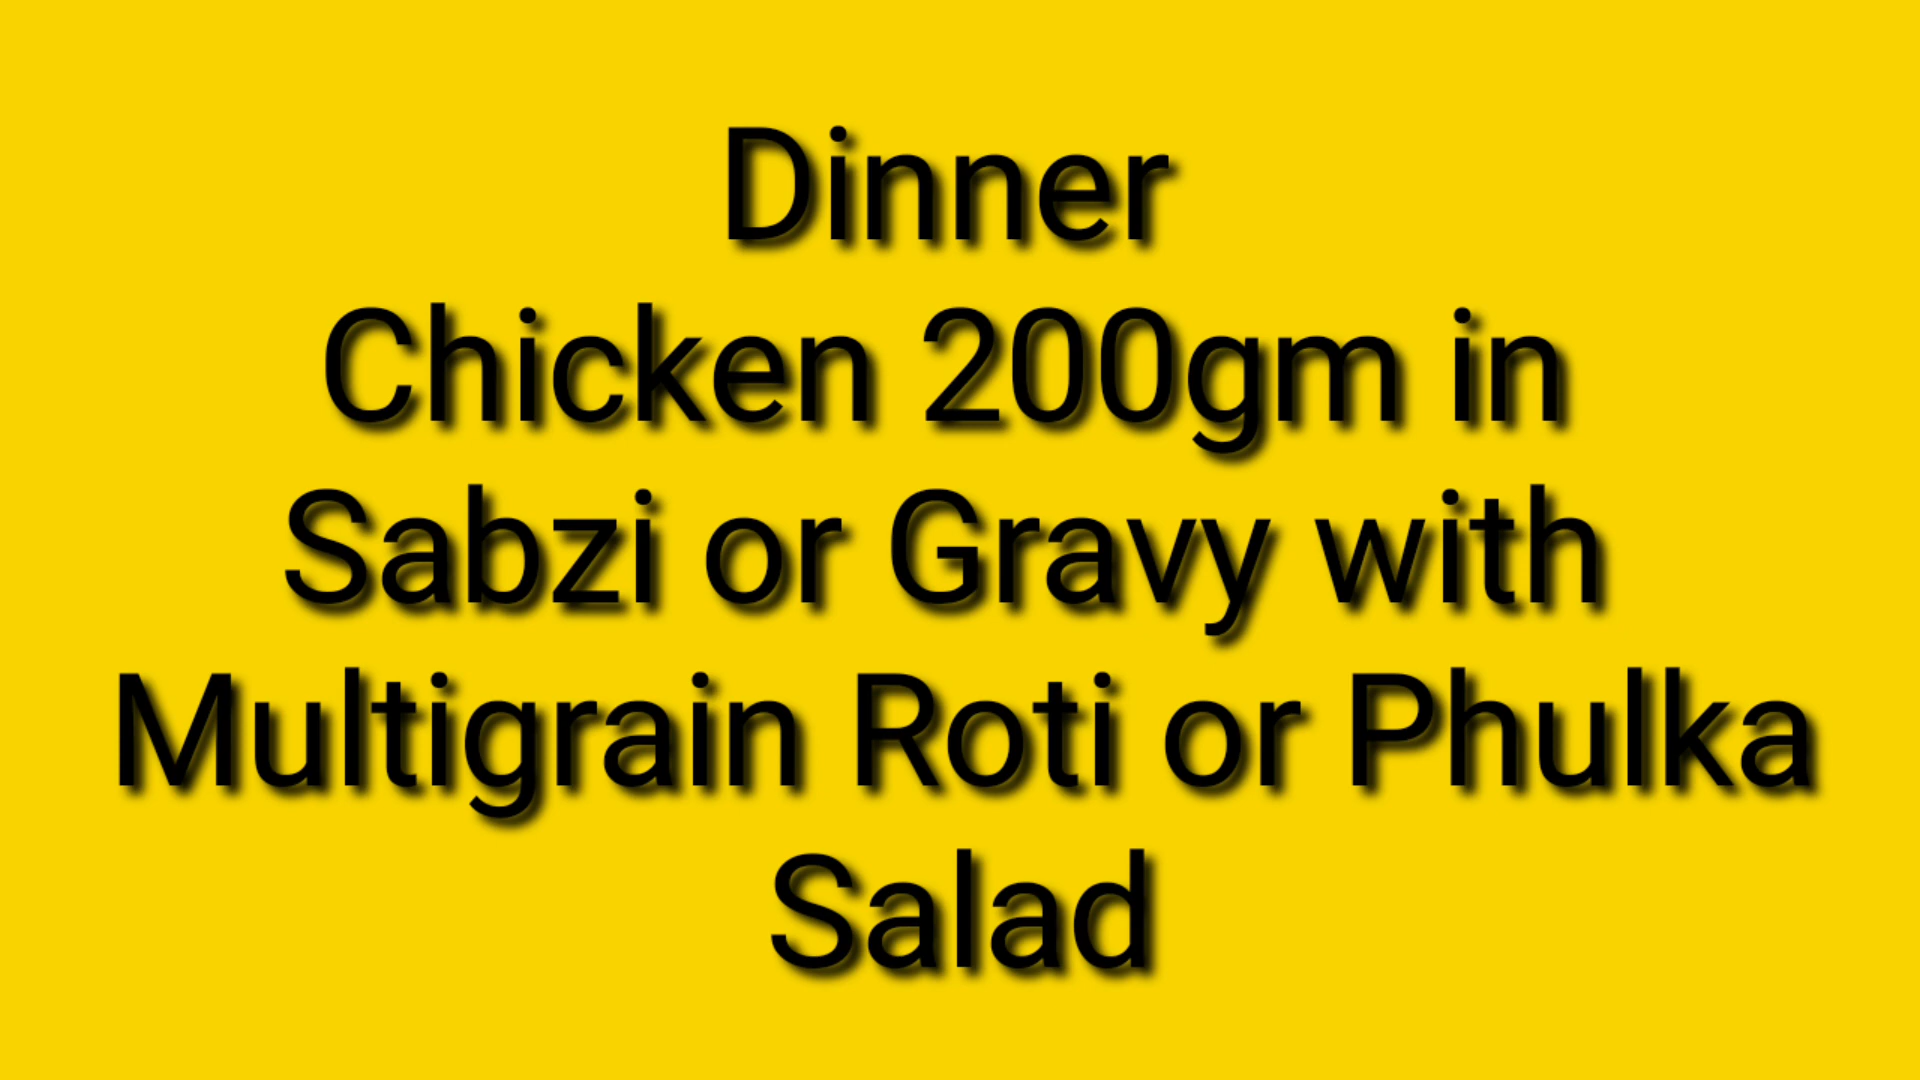 Dinner
Chicken 200gm in
Sabzi or Gravy with
Multigrain Roti or Phulka
Salad